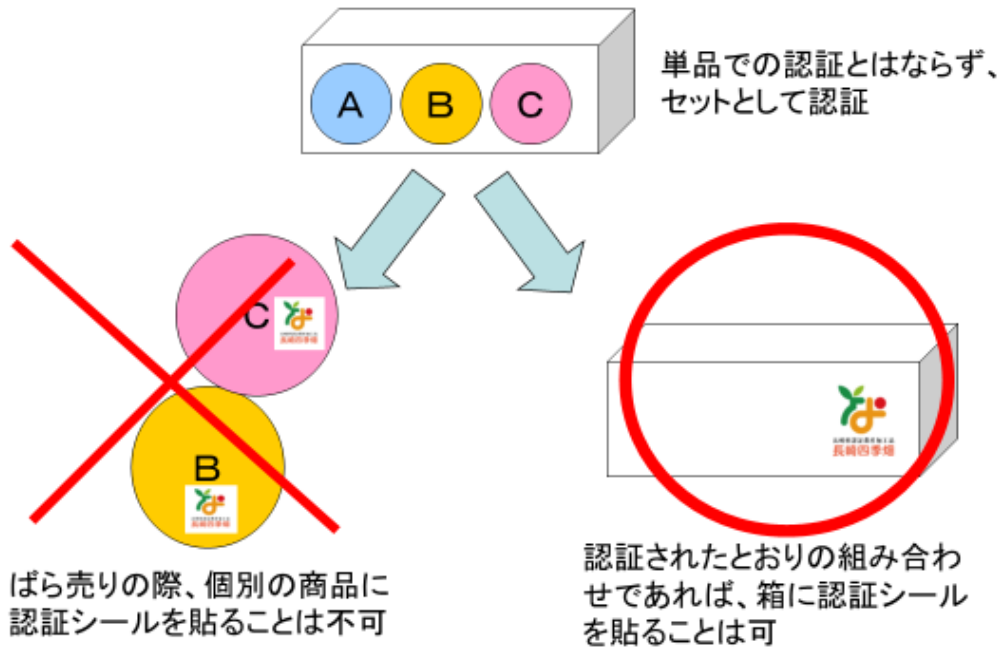 A B C
単品での認証とはならず、
セットとして認証
C
長崎四季畑
B
長崎四季畑
長崎四季畑
ばら売りの際、個別の商品に
認証シールを貼ることは不可
認証されたとおりの組み合わ
せであれば、箱に認証シール
を貼ることは可